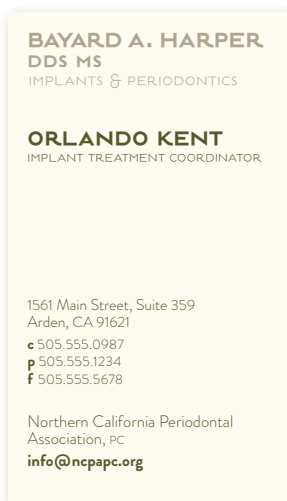 BAYARD A. HARPER
DDS MS
IMPLANTS & PERIODONTICS
ORLANDO KENT
IMPLANT TREATMENT COORDINATOR
1561 Main Street, Suite 359
Arden, CA 91621
c 505.555.0987
p 505.555.1234
f 505.555.5678
Northern California Periodontal
Association, PC
info@ncpapc.org